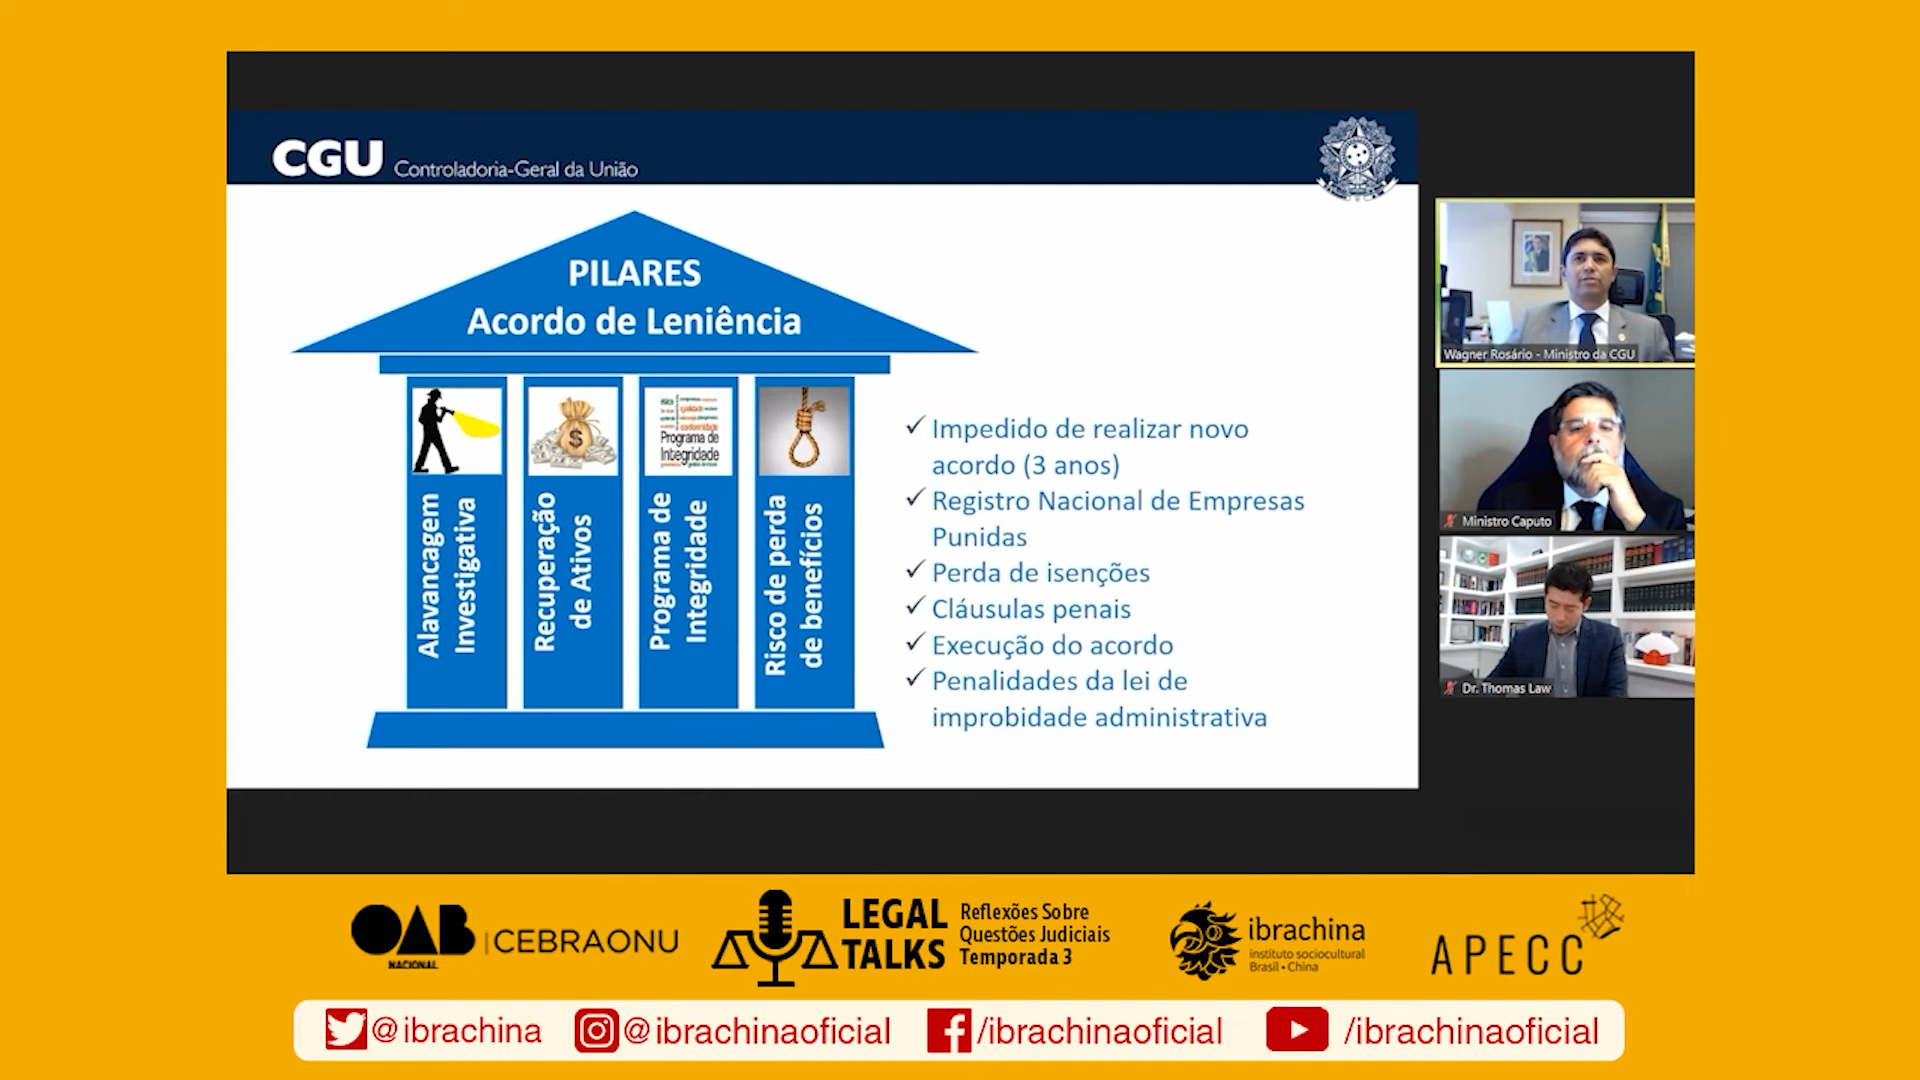 CGU Controladoria-Geral da União
PILARES
Acordo de Leniência
Programa de
Integridade
conformidade
Alavancagem
Investigativa
Recuperação
de Ativos
Programa de
Integridade
Risco de perda
de benefícios
✓ Impedido de realizar novo
acordo (3 anos)
✓ Registro Nacional de Empresas
Punidas
✓ Perda de isenções
✓ Cláusulas penais
✓ Execução do acordo
✓ Penalidades da lei de
improbidade administrativa
Wagner Rosário - Ministro da CGU
Ministro Caputo
Dr. Thomas Law
OAB
NACIONAL
CEBRAONU
LEGAL
TALKS
Reflexões Sobre
Questões Judiciais
Temporada 3
ibrachina
instituto sociocultural
Brasil • China
APECC
@ibrachina
@ibrachinaoficial
/ibrachinaoficial
/ibrachinaoficial